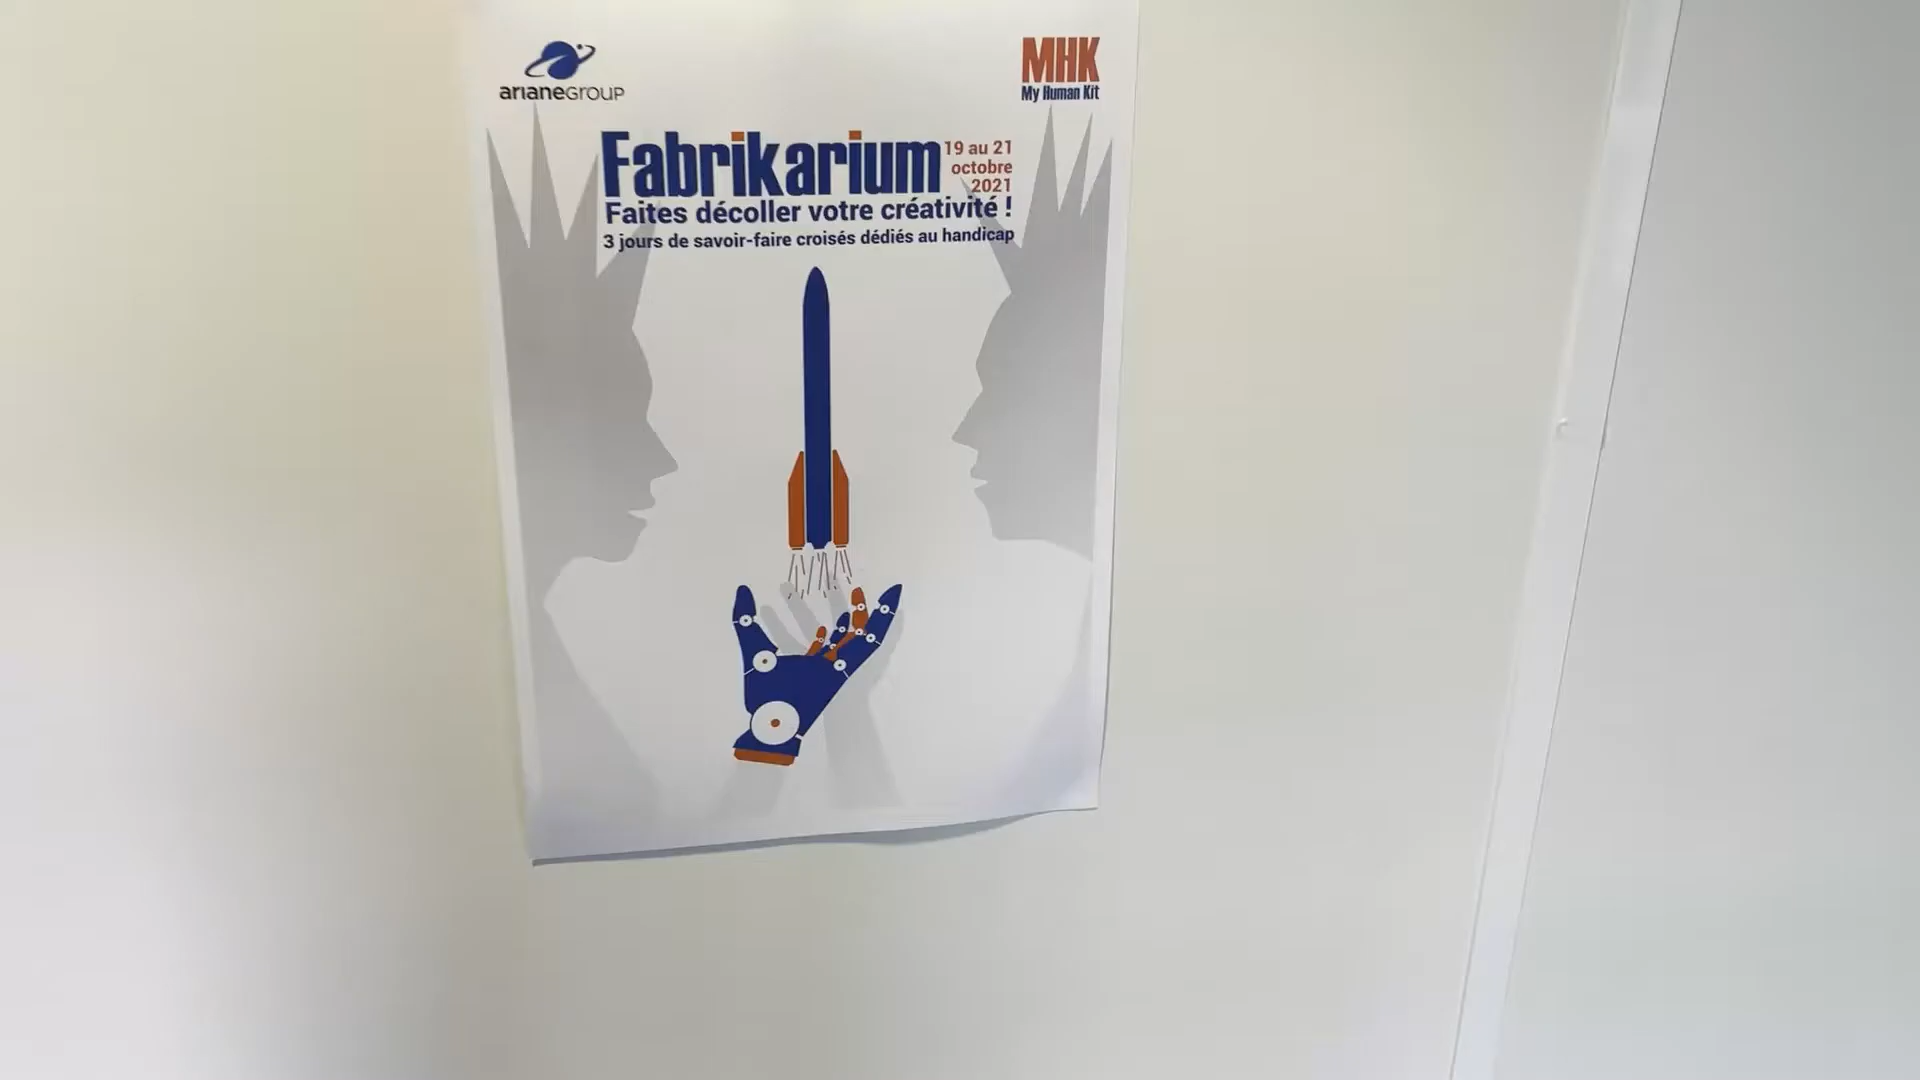 arianeGROUP
MHK
My Human Kit
Fabrikarium
19 au 21
octobre
2021
Faites décoller votre créativité !
3 jours de savoir-faire croisés dédiés au handicap